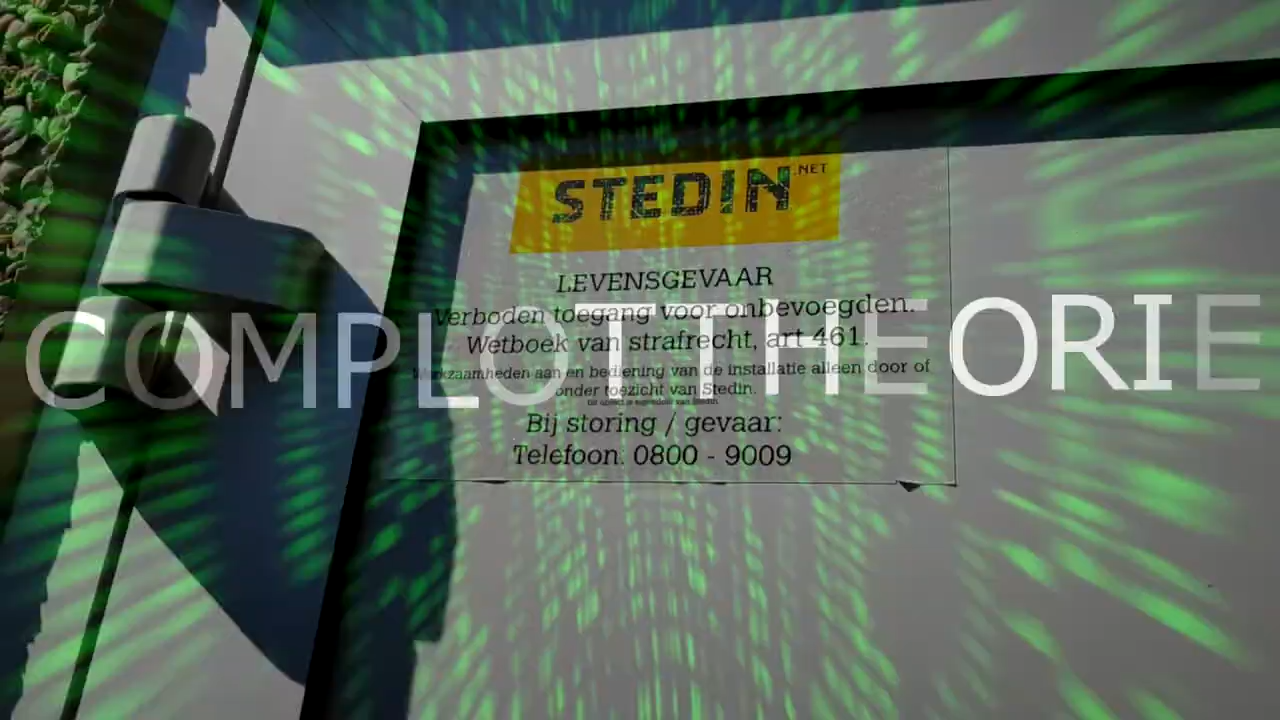 STEDIN.NET
LEVENSGEVAAR
Verboden toegang voor onbevoegden.
COMPLOTTHEORIE
Wetboek van strafrecht, art 461.
Werkzaamheden aan en bediening van de installatie alleen door of
onder toezicht van Stedin.
Bij storing / gevaar:
Telefoon: 0800 - 9009